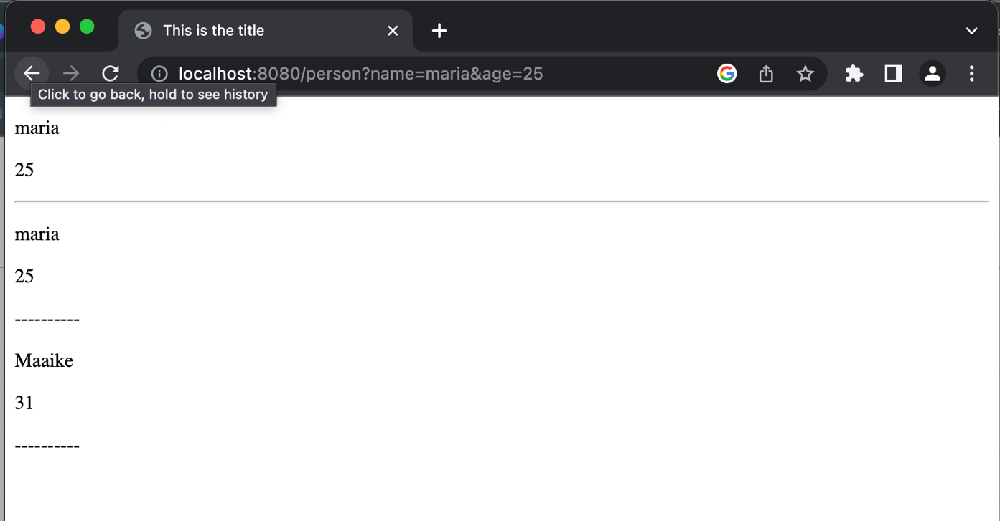 This is the title
localhost:8080/person?name=maria&age=25
Click to go back, hold to see history
maria
25
maria
25
----------
Maaike
31
----------